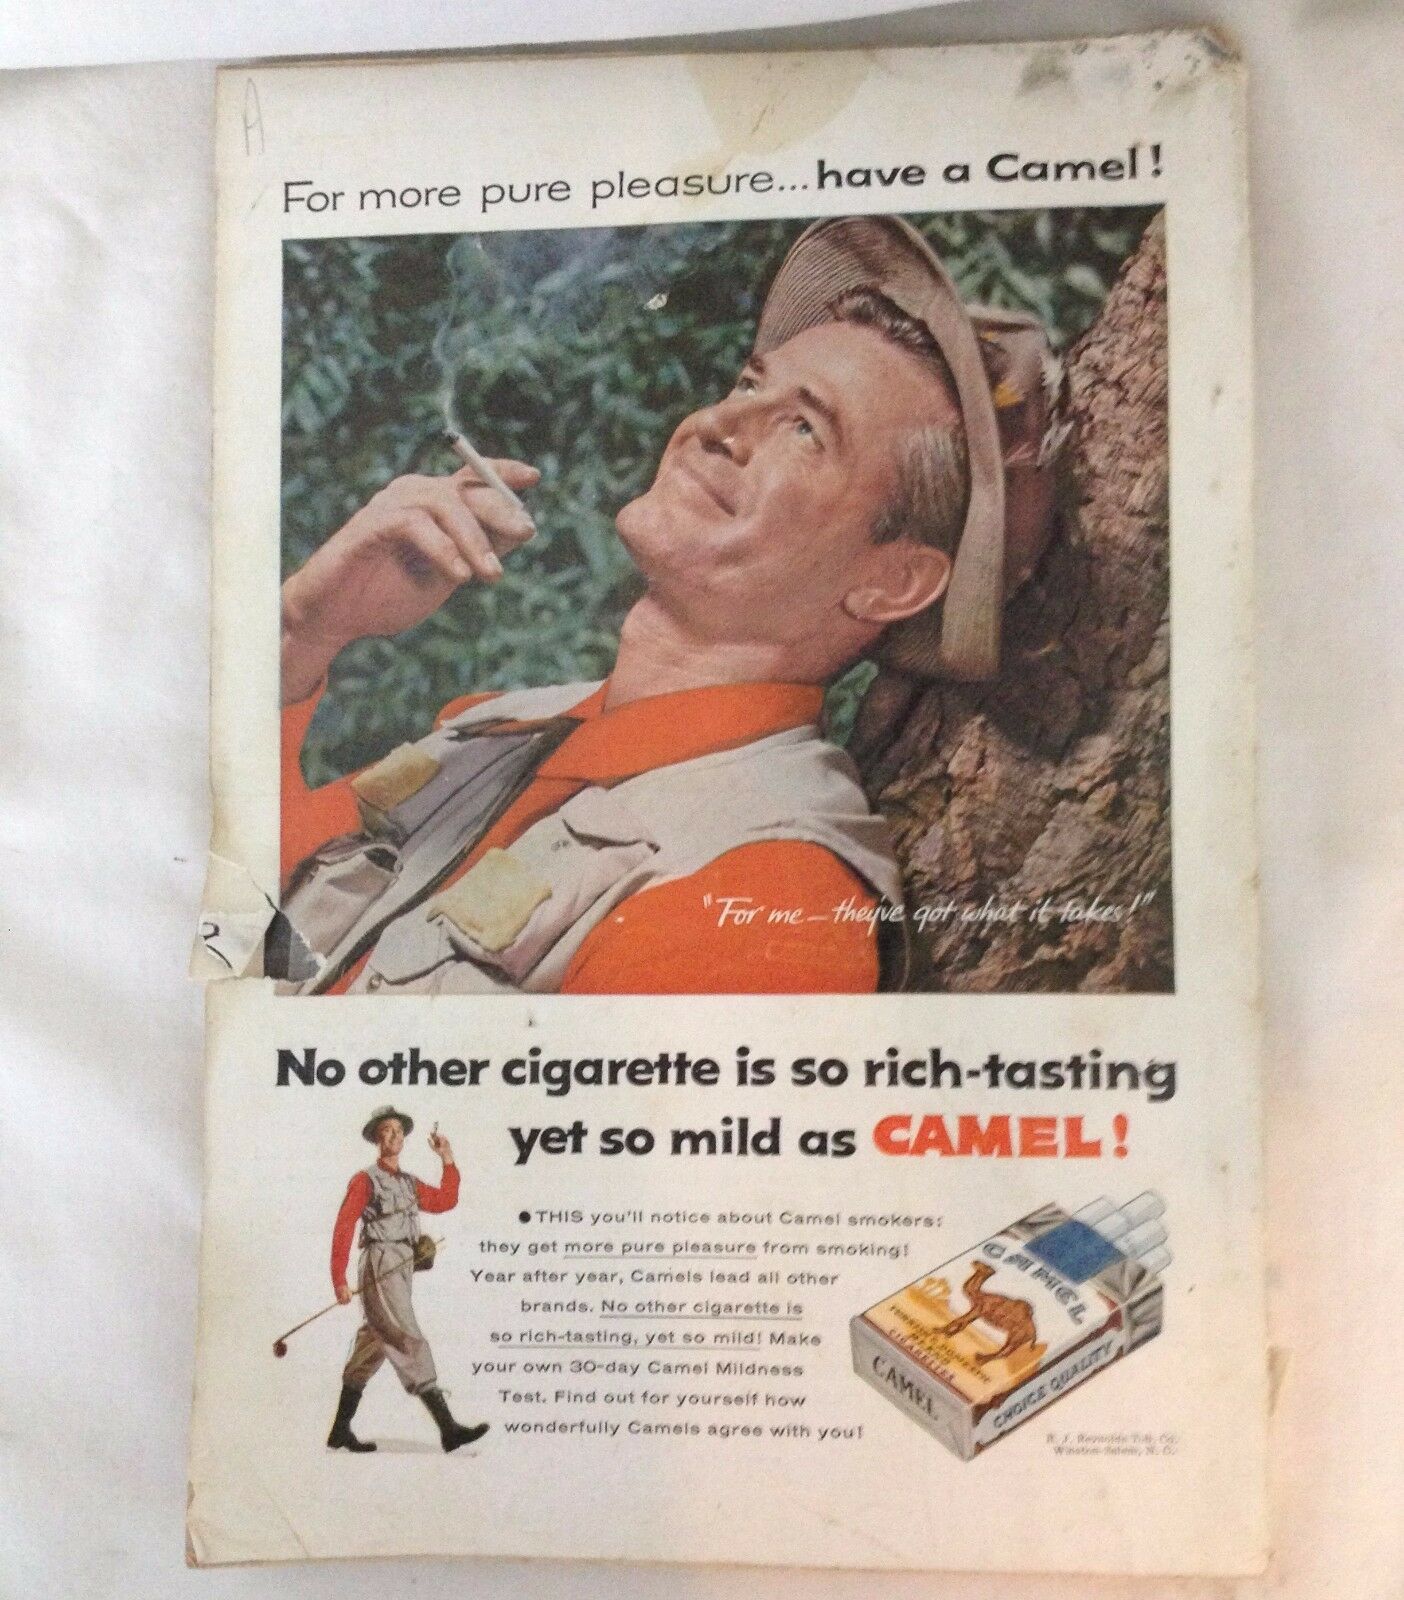 A
For more pure pleasure... have a Camel!
"For me — they've got what it takes!"
No other cigarette is so rich-tasting
yet so mild as CAMEL!
● THIS you'll notice about Camel smokers:
they get more pure pleasure from smoking!
Year after year, Camels lead all other
brands. No other cigarette is
so rich-tasting, yet so mild! Make
your own 30-day Camel Mildness
Test. Find out for yourself how
wonderfully Camels agree with you!
CAMEL
TURKISH & DOMESTIC
BLEND
CIGARETTES
CAMEL
CHOICE QUALITY
R. J. Reynolds Tob. Co.
Winston-Salem, N. C.